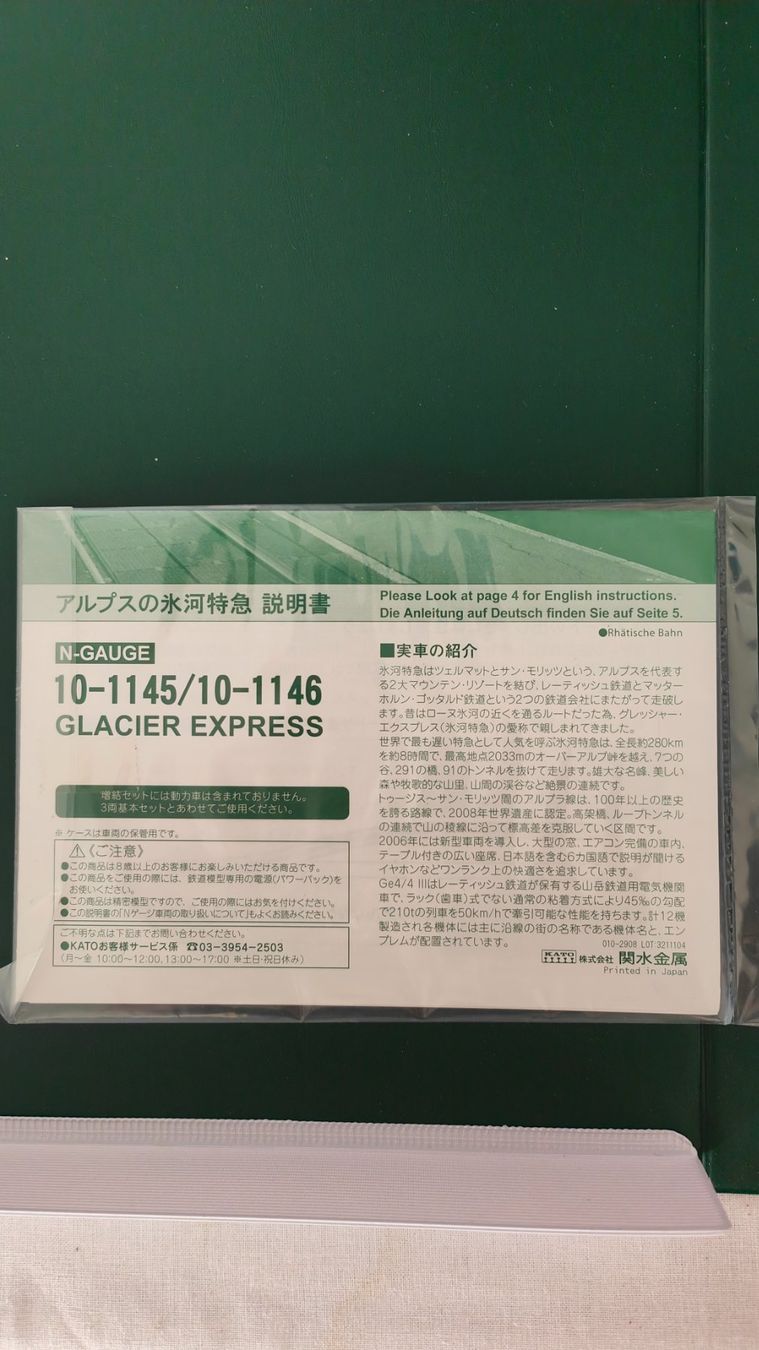 アルプスの氷河特急 説明書
Please Look at page 4 for English instructions.
Die Anleitung auf Deutsch finden Sie auf Seite 5.
●Rhätische Bahn
N-GAUGE
10-1145/10-1146
GLACIER EXPRESS
増結セットには動力車は含まれておりません。
3両基本セットとあわせてご使用ください。
※ ケースは車両の保管用です。
⚠《ご注意》
●この商品は8歳以上のお客様にお楽しみいただける商品です。
●この商品をご使用の際には、鉄道模型専用の電源(パワーパック)を
お使いください。
●この商品は精密模型ですので、ご使用の際にはお気を付けください。
●この説明書の「Nゲージ車両の取り扱いについて」もよくお読みください。
ご不明な点は下記までお問い合わせください。
●KATOお客様サービス係 ☎03-3954-2503
(月〜金 10:00〜12:00,13:00〜17:00 ※土日・祝日休み)
■実車の紹介
氷河特急はツェルマットとサン・モリッツという、アルプスを代表す
る2大マウンテン・リゾートを結び、レーティッシュ鉄道とマッター
ホルン・ゴッタルド鉄道という2つの鉄道会社にまたがって走破し
ます。昔はローヌ氷河の近くを通るルートだった為、グレッシャー・
エクスプレス(氷河特急)の愛称で親しまれてきました。
世界で最も遅い特急として人気を呼ぶ氷河特急は、全長約280km
を約8時間で、最高地点2033mのオーバーアルプ峠を越え、7つの
谷、291の橋、91のトンネルを抜けて走ります。雄大な名峰、美しい
森や牧歌的な山里、山間の渓谷など絶景の連続です。
トゥージス〜サン・モリッツ間のアルブラ線は、100年以上の歴史
を誇る路線で、2008年世界遺産に認定。高架橋、ループトンネル
の連続で山の稜線に沿って標高差を克服していく区間です。
2006年には新型車両を導入し、大型の窓、エアコン完備の車内、
テーブル付きの広い座席、日本語を含む6カ国語で説明が聞ける
イヤホンなどワンランク上の快適さを追求しています。
Ge4/4 IIIはレーティッシュ鉄道が保有する山岳鉄道用電気機関
車で、ラック(歯車)式でない通常の粘着方式により45‰の勾配
で210tの列車を50km/hで牽引可能な性能を持ちます。計12機
製造され各機体には主に沿線の街の名称である機体名と、エン
ブレムが配置されています。
010-2908 LOT 3211104
KATO 株式会社 関水金属
Printed in Japan